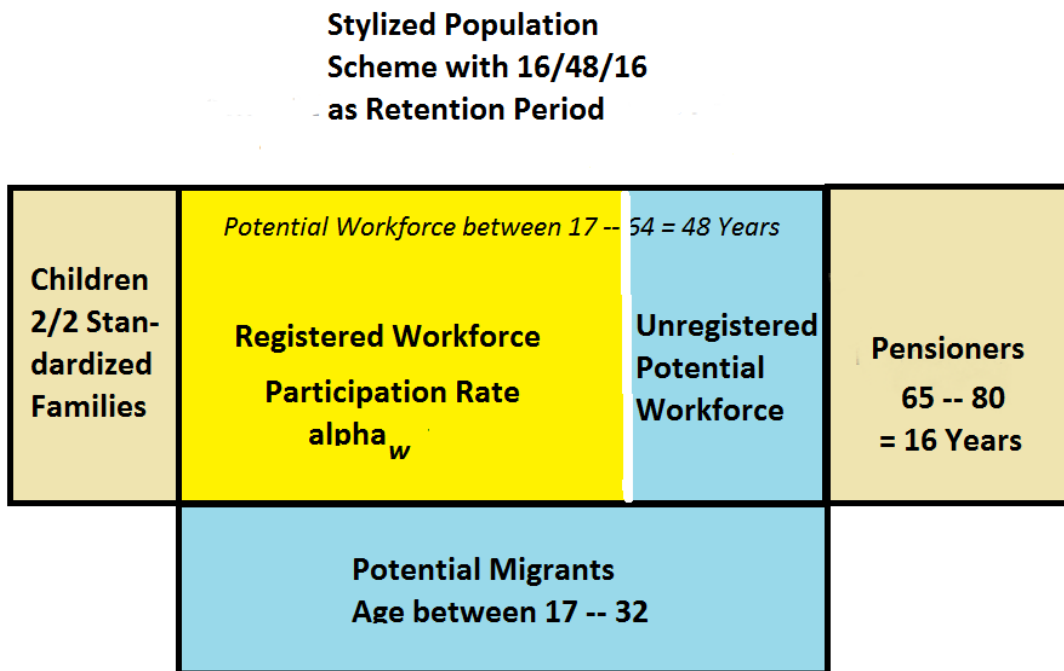 Stylized Population
Scheme with 16/48/16
as Retention Period
Potential Workforce between 17 -- 64 = 48 Years
Children
2/2 Stan-
dardized
Families
Registered Workforce
Participation Rate
alpha w
Unregistered
Potential
Workforce
Pensioners
65 -- 80
= 16 Years
Potential Migrants
Age between 17 -- 32